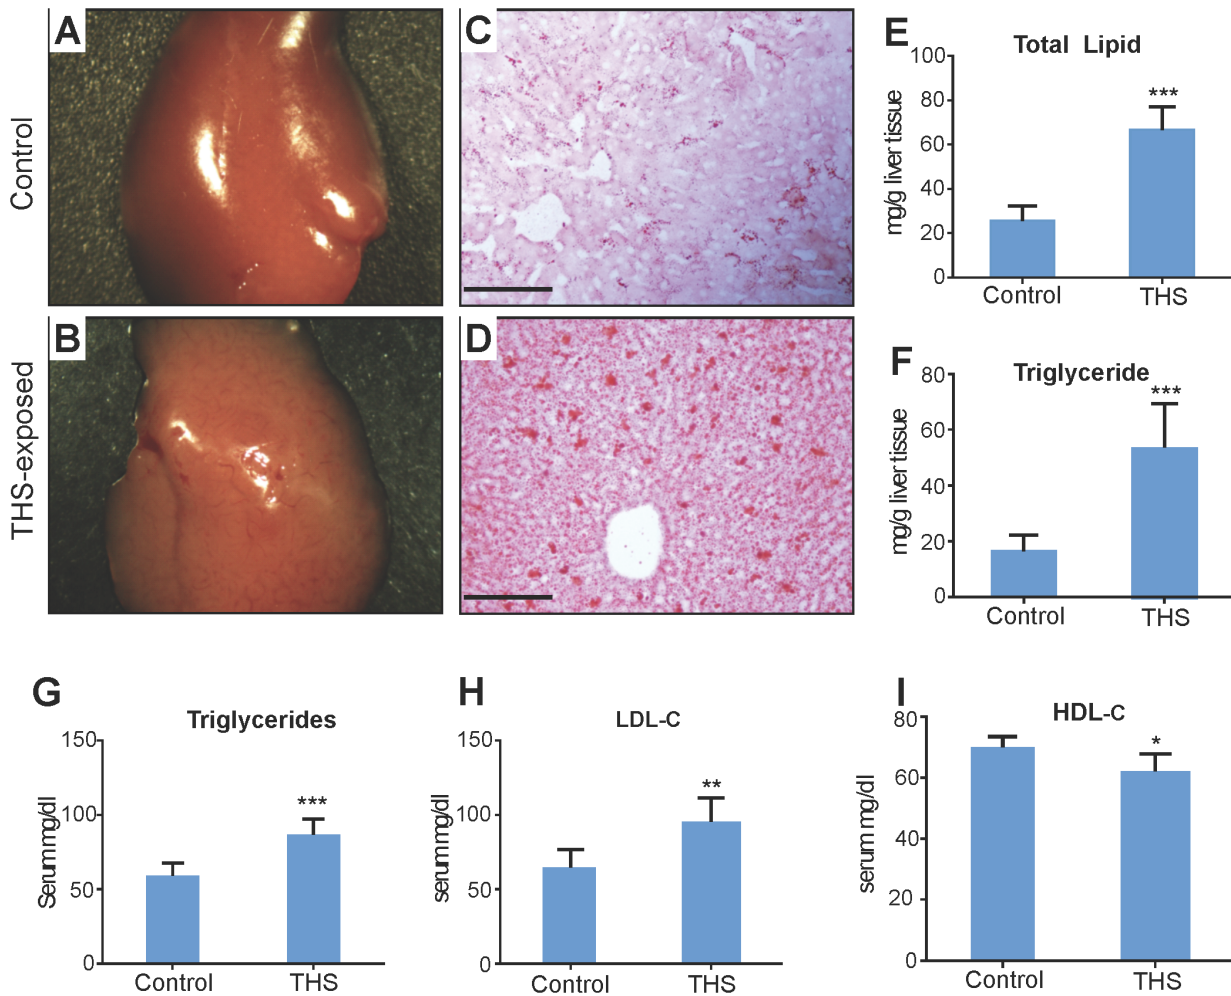 A
C
E
Total Lipid
100
80
60
40
20
0
mg/g liver tissue
***
Control
THS
Control
B
D
F
Triglyceride
80
60
40
20
0
mg/g liver tissue
***
Control
THS
THS-exposed
G
Triglycerides
150
100
50
0
Serum mg/dl
***
Control
THS
H
LDL-C
150
100
50
0
serum mg/dl
**
Control
THS
I
HDL-C
80
60
40
20
0
serum mg/dl
*
Control
THS